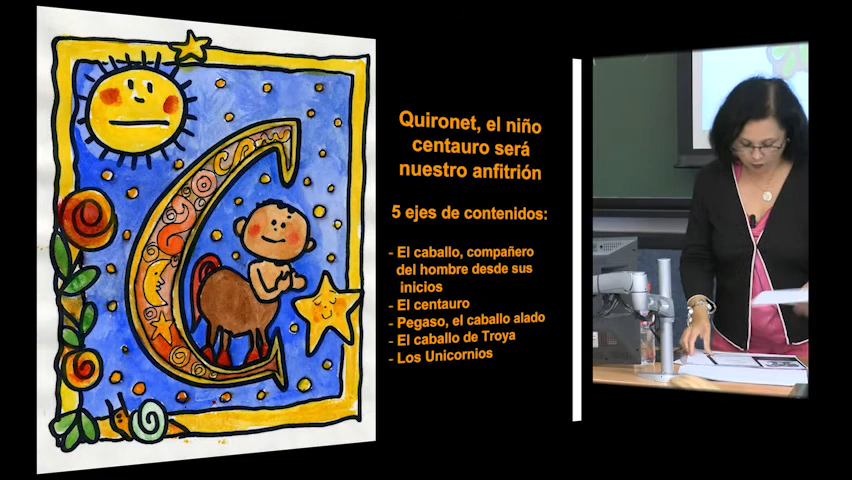 Quironet, el niño
centauro será
nuestro anfitrión
5 ejes de contenidos:
- El caballo, compañero
del hombre desde sus
inicios
- El centauro
- Pegaso, el caballo alado
- El caballo de Troya
- Los Unicornios